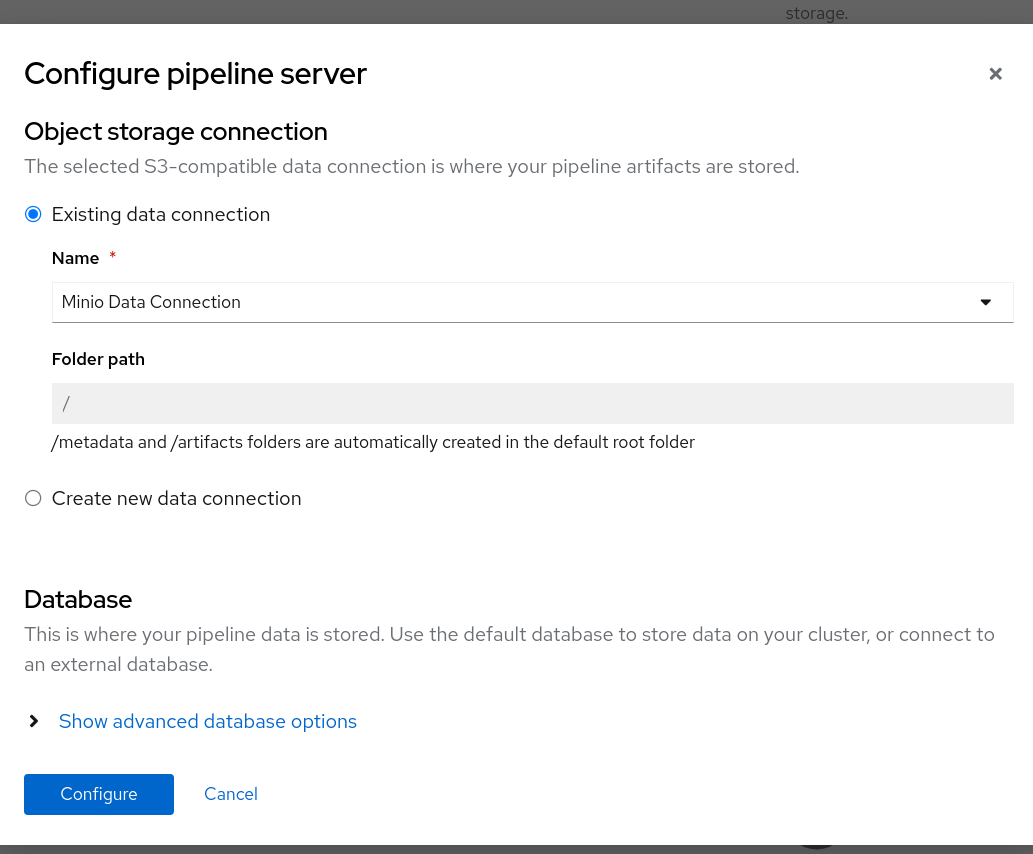 storage.
Configure pipeline server
Object storage connection
The selected S3-compatible data connection is where your pipeline artifacts are stored.
Existing data connection
Name *
Minio Data Connection
Folder path
/
/metadata and /artifacts folders are automatically created in the default root folder
Create new data connection
Database
This is where your pipeline data is stored. Use the default database to store data on your cluster, or connect to
an external database.
Show advanced database options
Configure Cancel